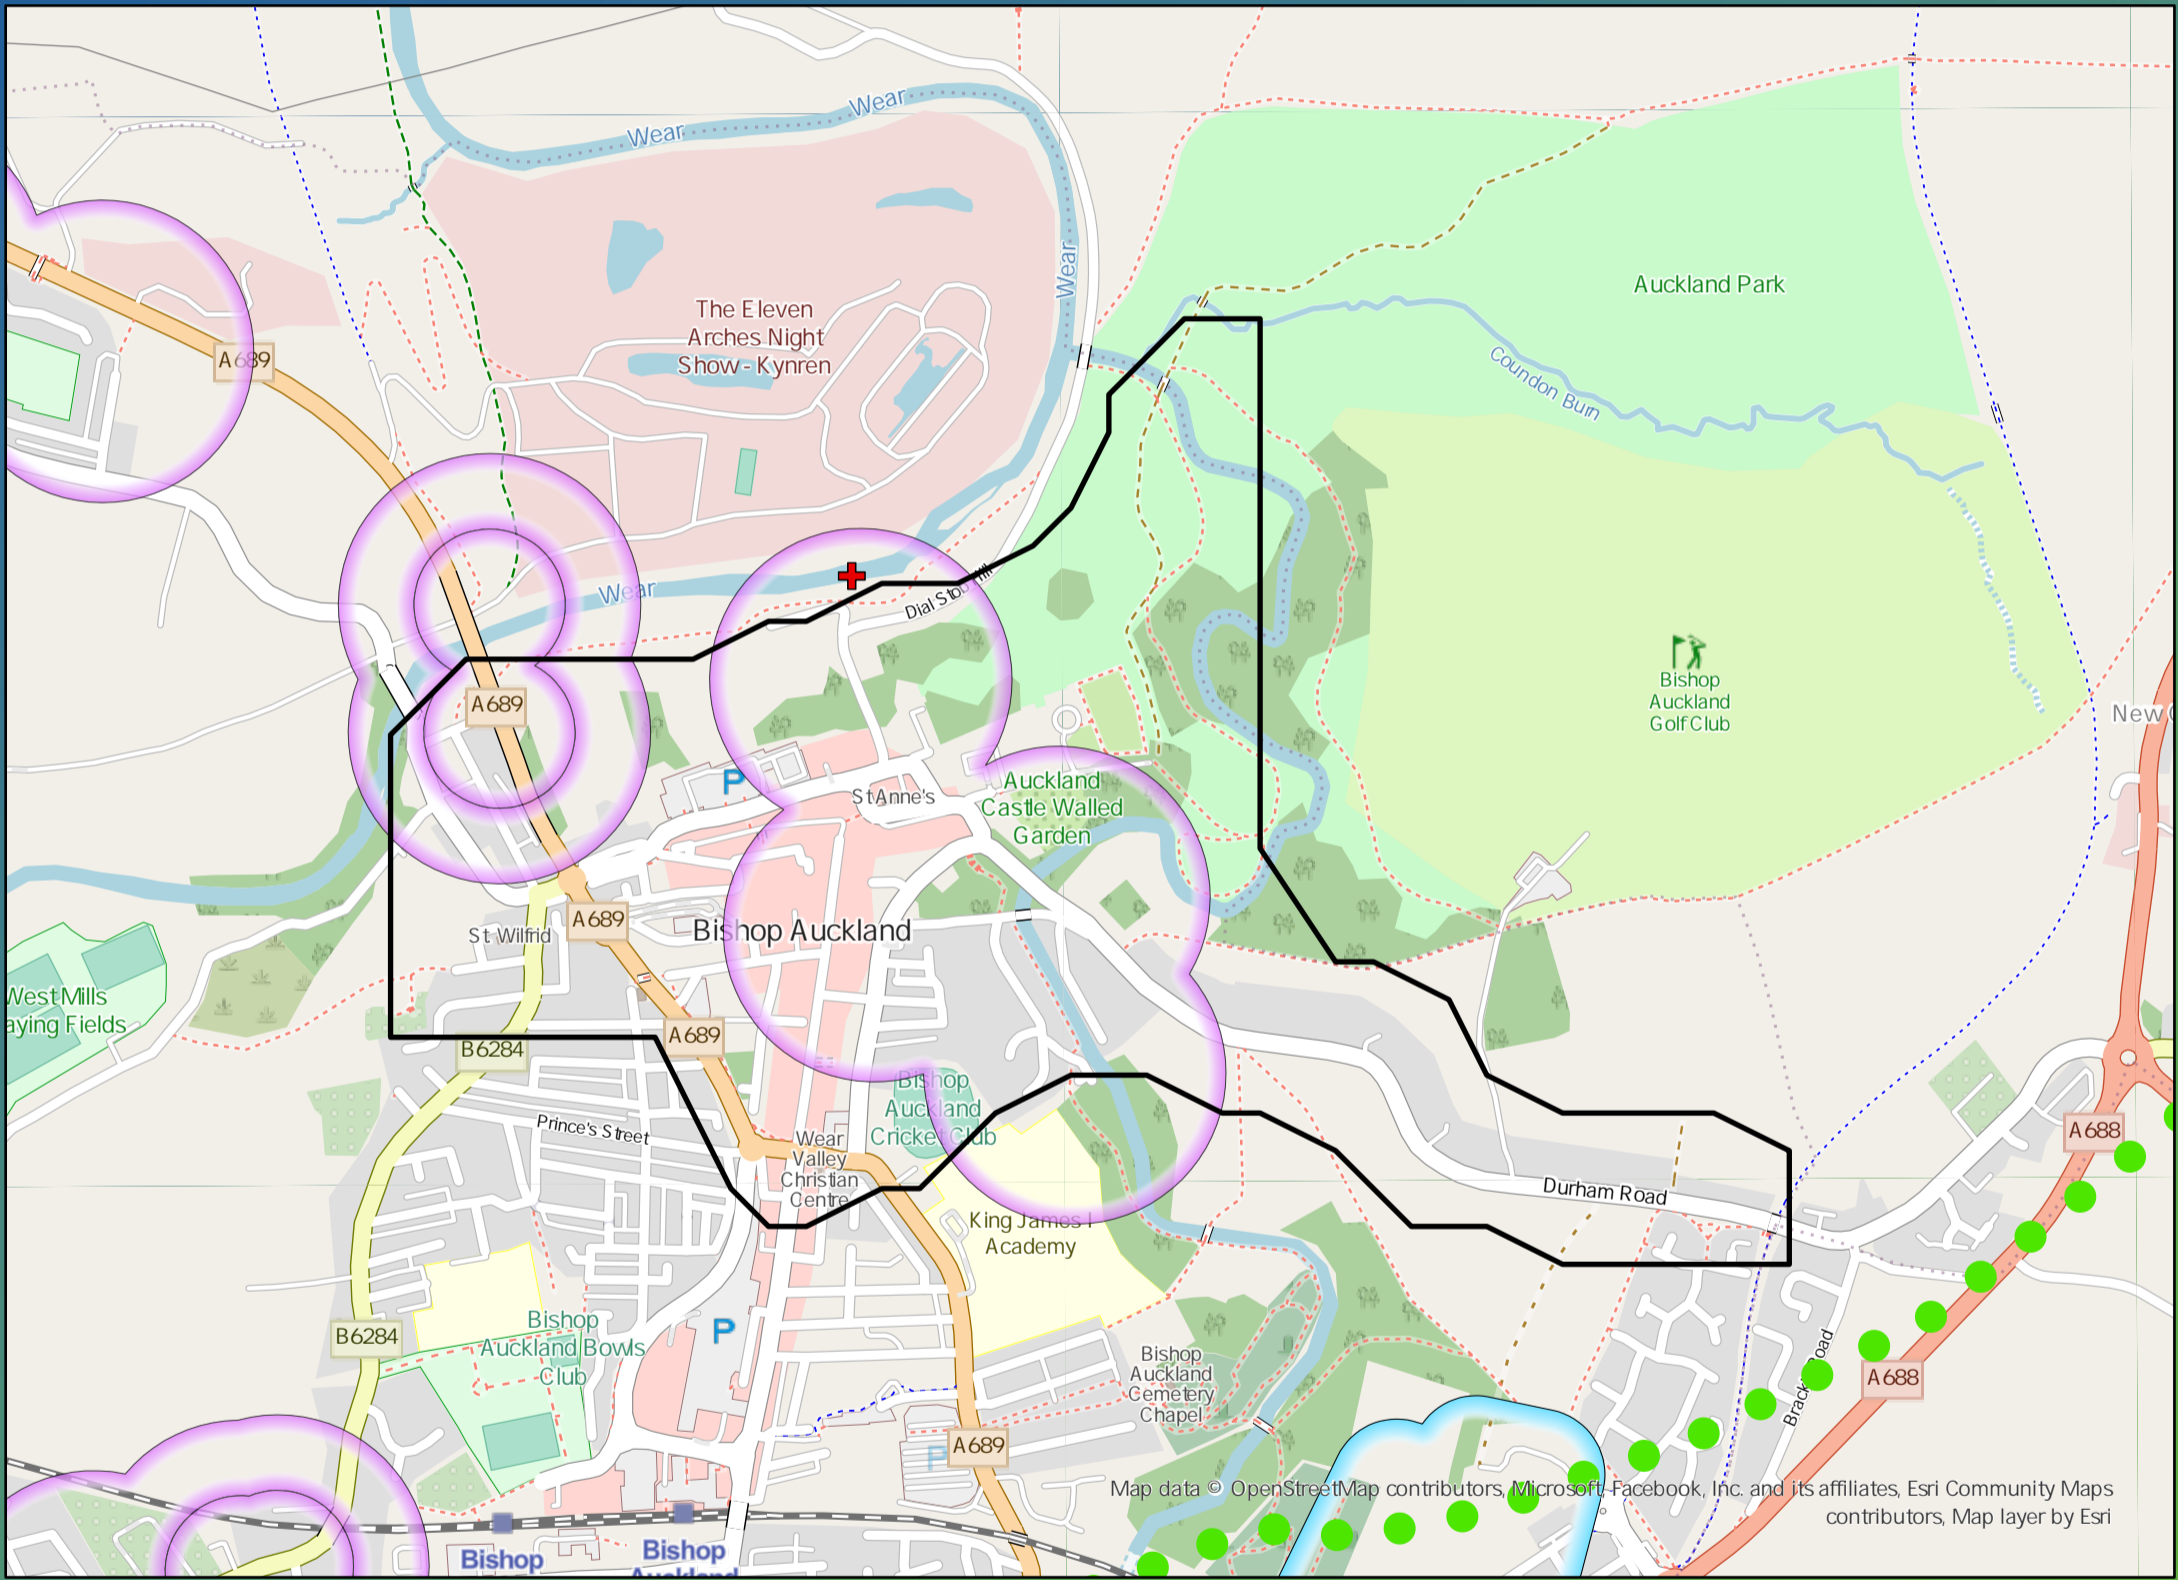 Wear
Wear
Wear
The Eleven
Arches Night
Show - Kynren
Auckland Park
Coundon Burn
A689
Wear
Dial Stob Hill
A689
Bishop
Auckland
Golf Club
New
P
St Anne's
Auckland
Castle Walled
Garden
A689
St. Wilfrid
Bishop Auckland
West Mills
aying Fields
A689
B6284
Bishop
Auckland
Cricket Club
Prince's Street
Wear
Valley
Christian
Centre
A688
Durham Road
King James I
Academy
B6284
Bishop
Auckland Bowls
Club
P
Bishop
Auckland
Cemetery
Chapel
A688
Road
A689
P
Map data © OpenStreetMap contributors, Microsoft, Facebook, Inc. and its affiliates, Esri Community Maps
contributors, Map layer by Esri
Bishop
Bishop
Auckland